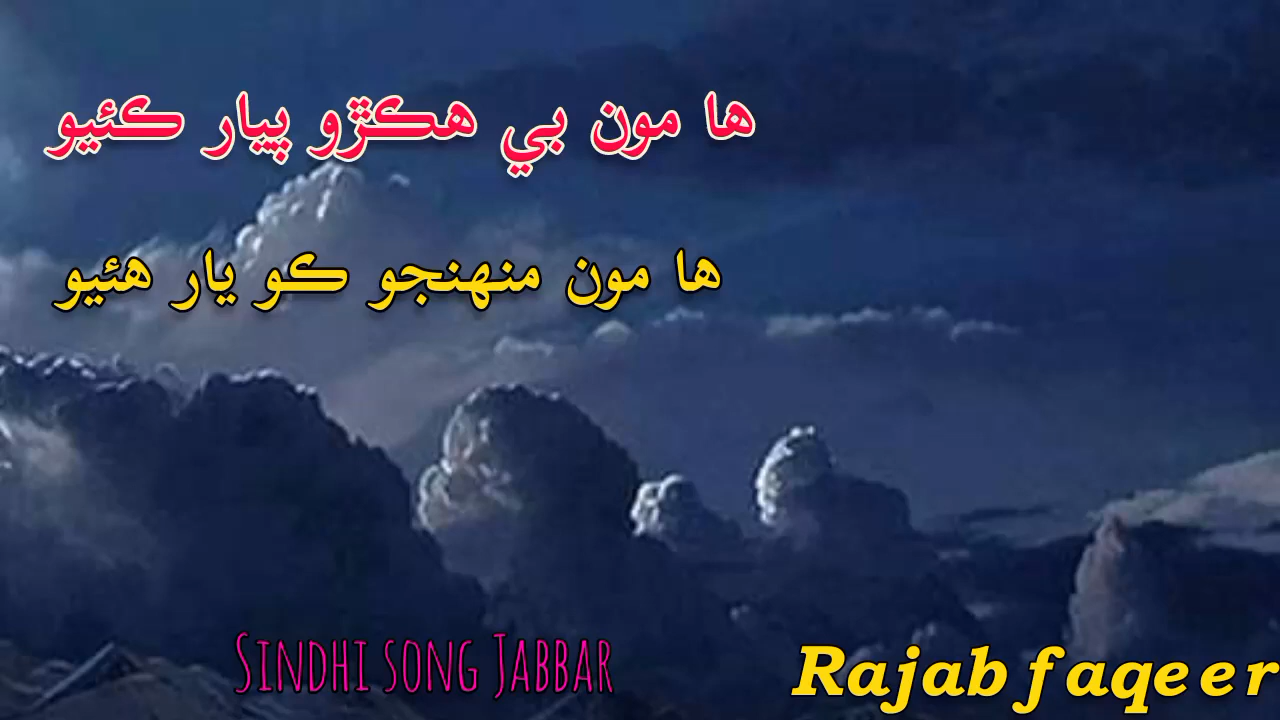 ها مون بي هڪڙو پيار ڪئيو
ها مون منهنجو ڪو يار هئيو
Sindhi song Jabbar
Rajab faqeer